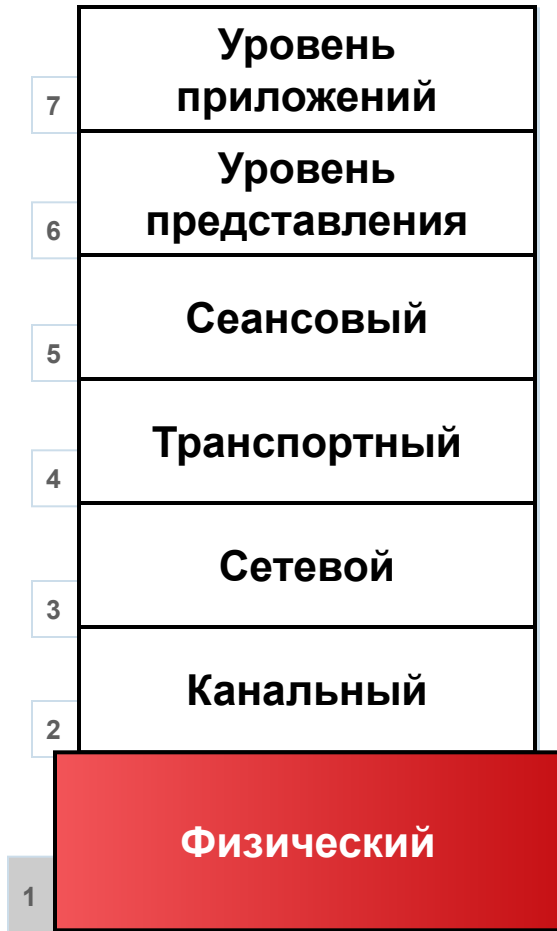 Уровень
приложений
7
Уровень
представления
6
Сеансовый
5
Транспортный
4
Сетевой
3
Канальный
2
Физический
1